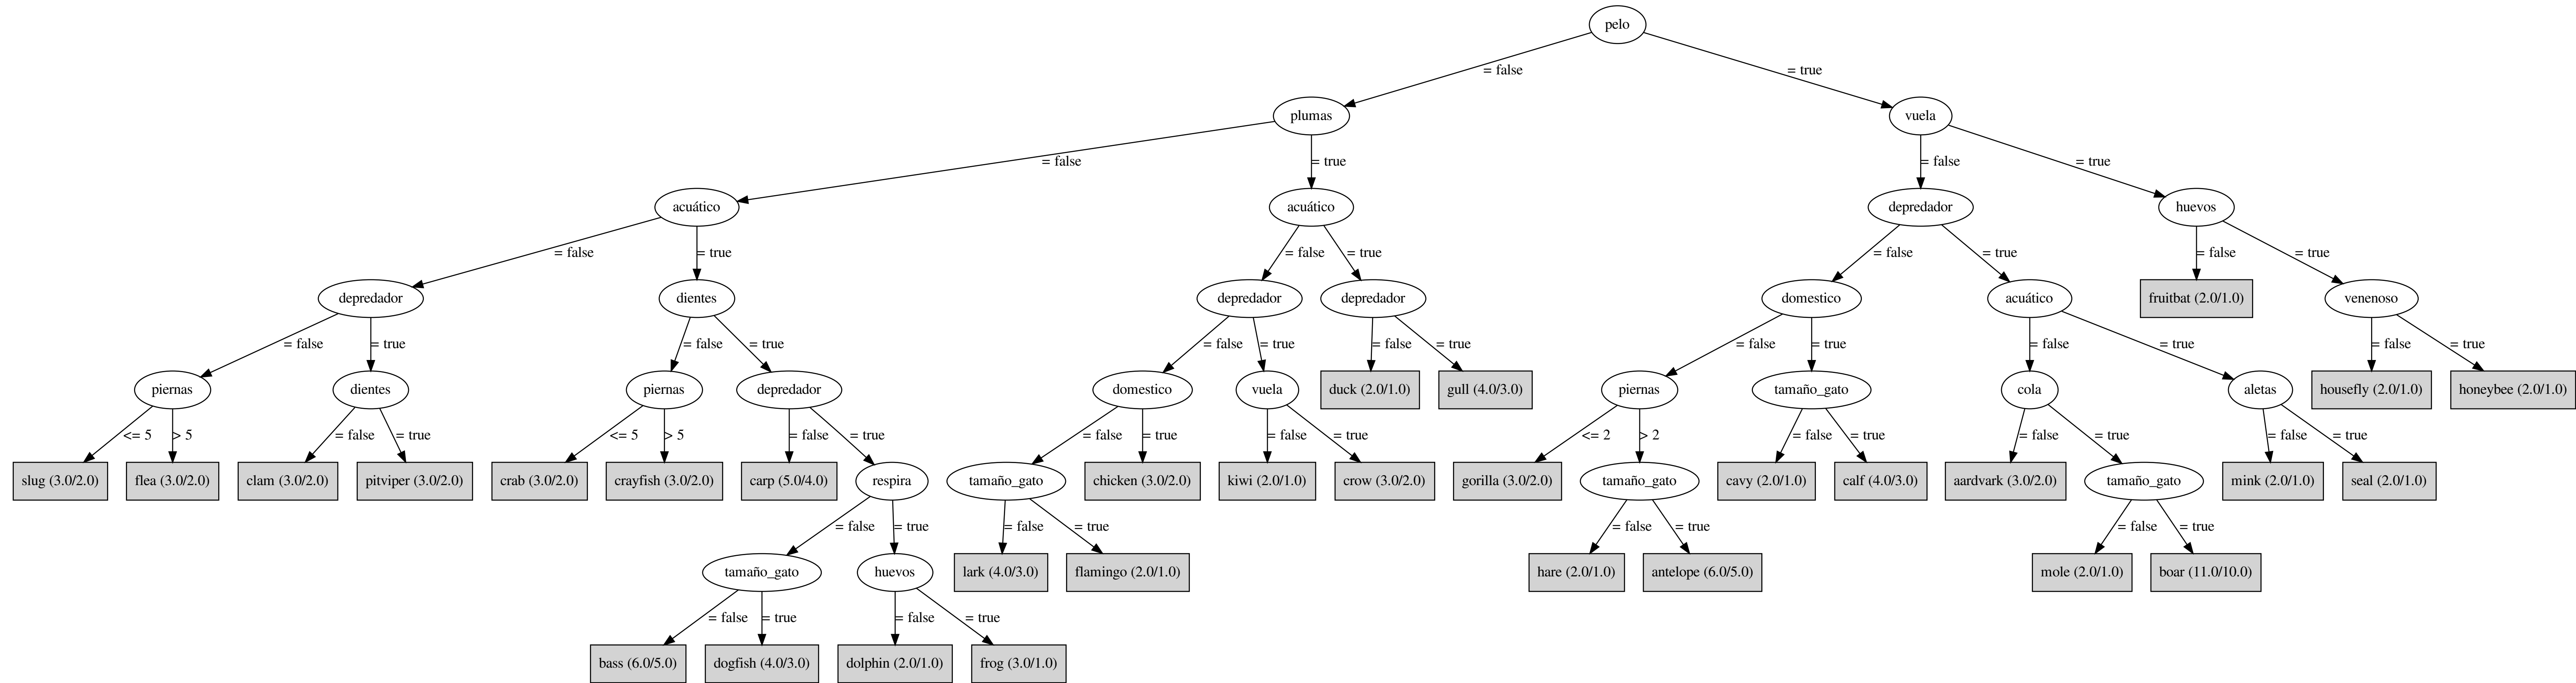 pelo
= false
= true
plumas
vuela
= false
= true
= false
= true
acuático
acuático
depredador
huevos
= false
= true
= false
= true
= false
= true
= false
= true
depredador
dientes
depredador
depredador
domestico
acuático
fruitbat (2.0/1.0)
venenoso
= false
= true
= false
= true
= false
= true
= false
= true
= false
= true
= false
= true
= false
= true
piernas
dientes
piernas
depredador
domestico
vuela
duck (2.0/1.0)
gull (4.0/3.0)
piernas
tamaño_gato
cola
aletas
housefly (2.0/1.0)
honeybee (2.0/1.0)
<= 5
> 5
= false
= true
<= 5
> 5
= false
= true
= false
= true
= false
= true
<= 2
> 2
= false
= true
= false
= true
= false
= true
slug (3.0/2.0)
flea (3.0/2.0)
clam (3.0/2.0)
pitviper (3.0/2.0)
crab (3.0/2.0)
crayfish (3.0/2.0)
carp (5.0/4.0)
respira
tamaño_gato
chicken (3.0/2.0)
kiwi (2.0/1.0)
crow (3.0/2.0)
gorilla (3.0/2.0)
tamaño_gato
cavy (2.0/1.0)
calf (4.0/3.0)
aardvark (3.0/2.0)
tamaño_gato
mink (2.0/1.0)
seal (2.0/1.0)
= false
= true
= false
= true
= false
= true
= false
= true
tamaño_gato
huevos
lark (4.0/3.0)
flamingo (2.0/1.0)
hare (2.0/1.0)
antelope (6.0/5.0)
mole (2.0/1.0)
boar (11.0/10.0)
= false
= true
= false
= true
bass (6.0/5.0)
dogfish (4.0/3.0)
dolphin (2.0/1.0)
frog (3.0/1.0)